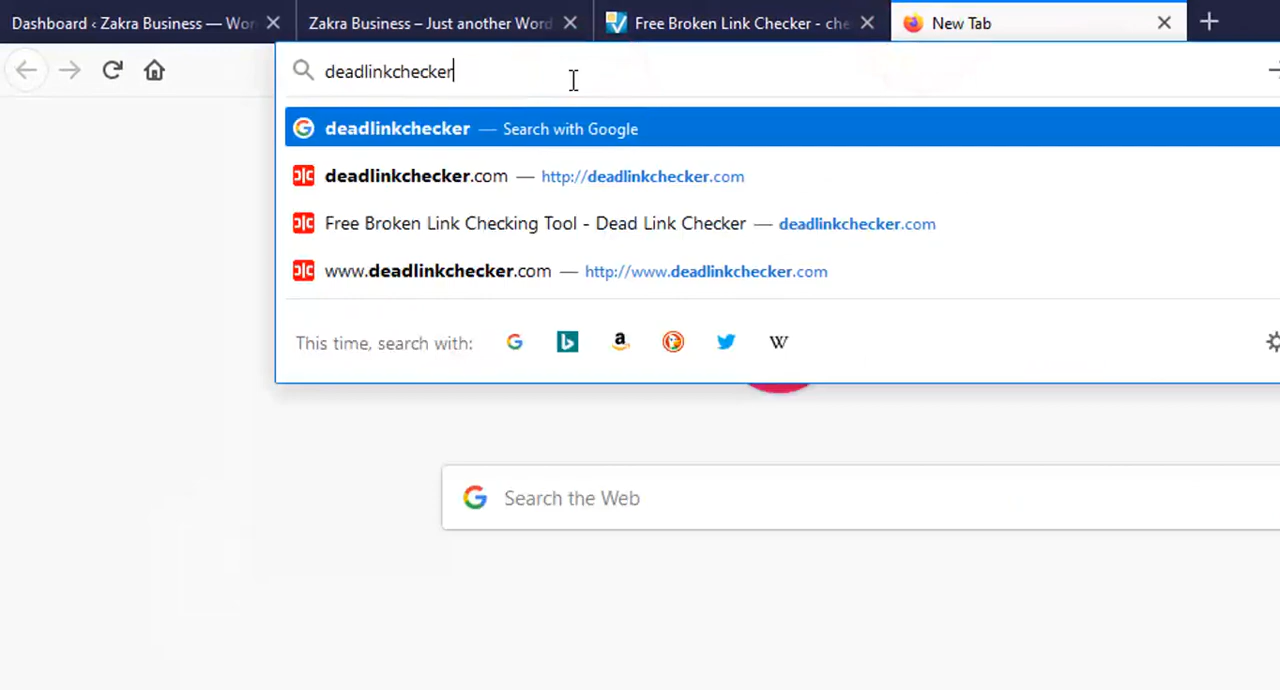 Dashboard ‹ Zakra Business — Wor
Zakra Business – Just another Word
Free Broken Link Checker - che
New Tab
deadlinkchecker
deadlinkchecker — Search with Google
deadlinkchecker.com — http://deadlinkchecker.com
Free Broken Link Checking Tool - Dead Link Checker — deadlinkchecker.com
www.deadlinkchecker.com — http://www.deadlinkchecker.com
This time, search with:
Search the Web